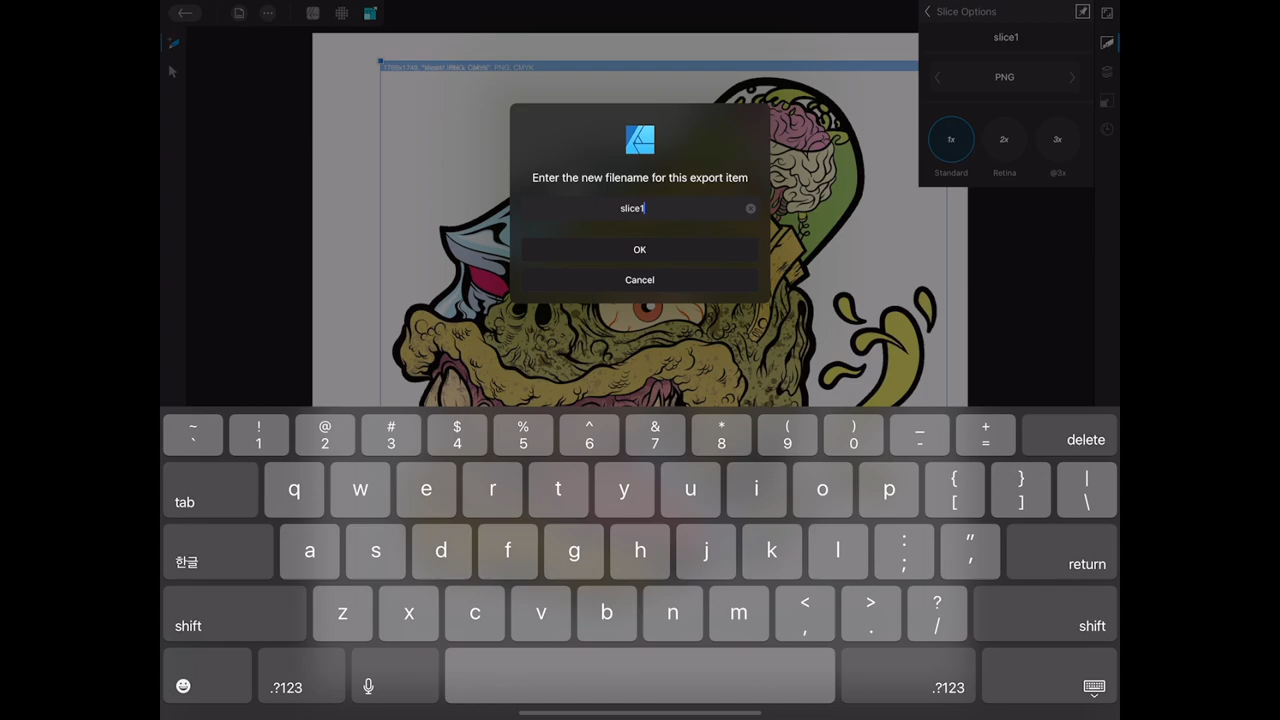 Slice Options
slice1
PNG
1x
2x
3x
Standard
Retina
@3x
PNG, CMYK
Enter the new filename for this export item
slice1
OK
Cancel
~ ! @ # $ % ^ & * ( ) _ +
` 1 2 3 4 5 6 7 8 9 0 - = delete
tab q w e r t y u i o p { [ } ] | \
한글 a s d f g h j k l : ; " ' return
shift z x c v b n m < , > . ? / shift
.?123 .?123